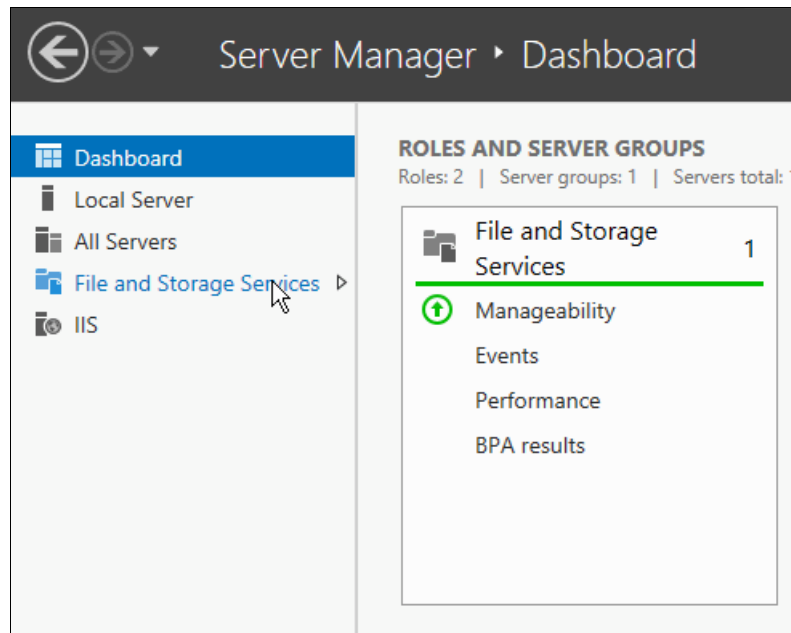 Server Manager ‣ Dashboard
Dashboard
Local Server
All Servers
File and Storage Services
IIS
ROLES AND SERVER GROUPS
Roles: 2 | Server groups: 1 | Servers total:
File and Storage
Services
1
Manageability
Events
Performance
BPA results